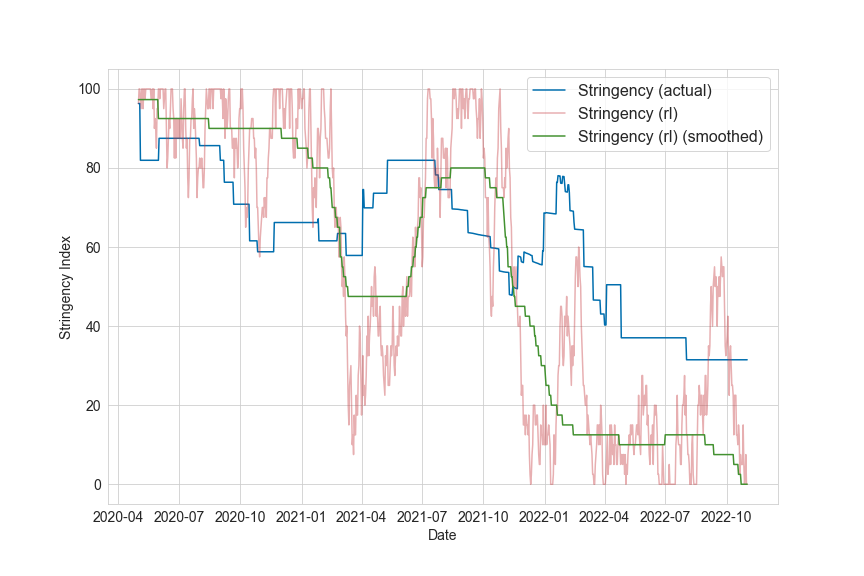 Stringency (actual)
Stringency (rl)
Stringency (rl) (smoothed)
100
80
60
40
20
0
Stringency Index
2020-04 2020-07 2020-10 2021-01 2021-04 2021-07 2021-10 2022-01 2022-04 2022-07 2022-10
Date